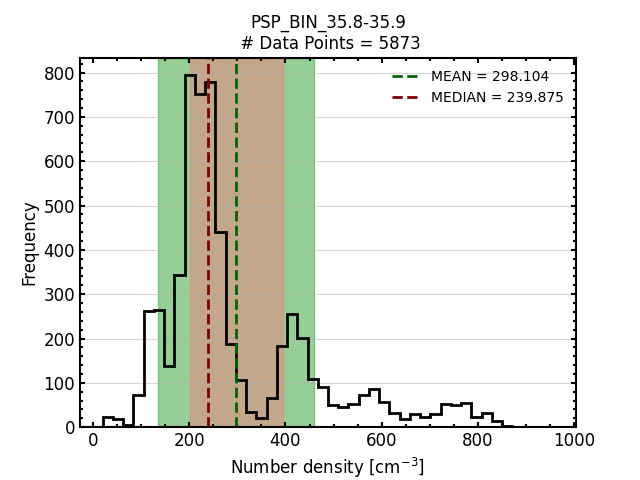 PSP_BIN_35.8-35.9
# Data Points = 5873
MEAN = 298.104
MEDIAN = 239.875
Frequency
800
700
600
500
400
300
200
100
0
0 200 400 600 800 1000
Number density [cm⁻³]